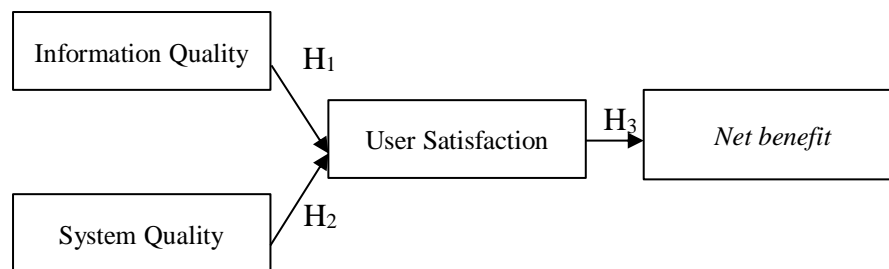 Information Quality
H₁
User Satisfaction
H₃
Net benefit
System Quality
H₂